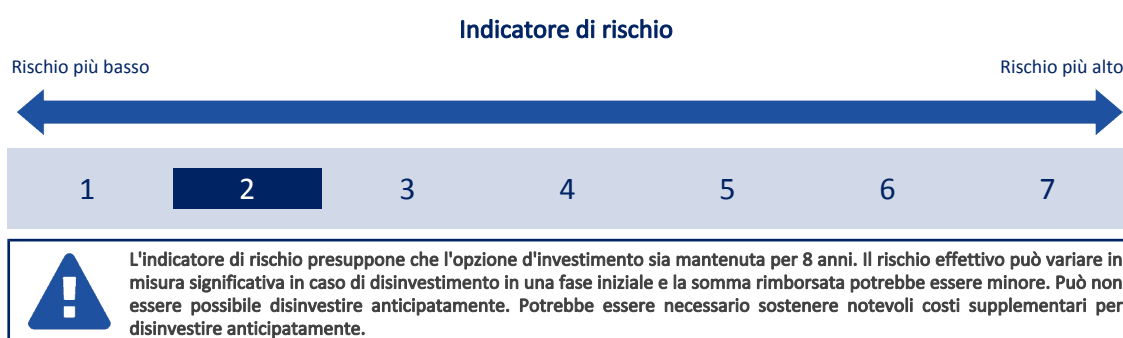 Indicatore di rischio
Rischio più basso
Rischio più alto
1 2 3 4 5 6 7
L'indicatore di rischio presuppone che l'opzione d'investimento sia mantenuta per 8 anni. Il rischio effettivo può variare in
misura significativa in caso di disinvestimento in una fase iniziale e la somma rimborsata potrebbe essere minore. Può non
essere possibile disinvestire anticipatamente. Potrebbe essere necessario sostenere notevoli costi supplementari per
disinvestire anticipatamente.